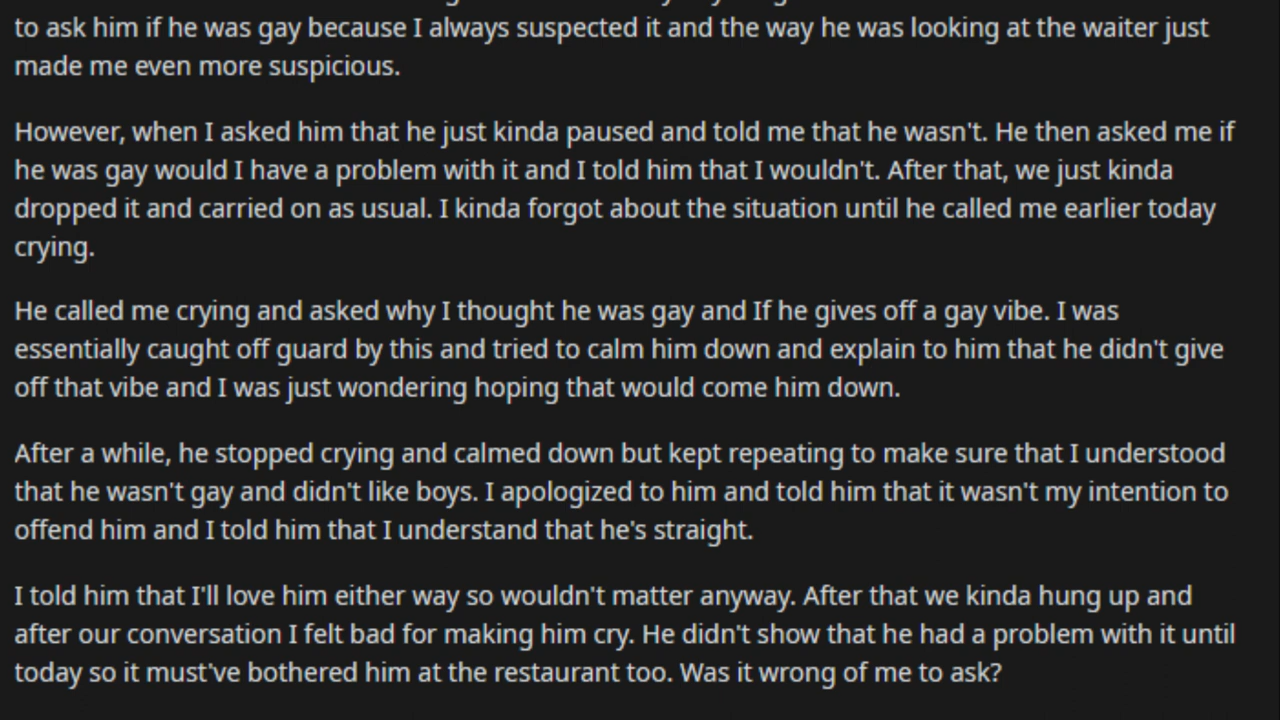 to ask him if he was gay because I always suspected it and the way he was looking at the waiter just
made me even more suspicious.
However, when I asked him that he just kinda paused and told me that he wasn't. He then asked me if
he was gay would I have a problem with it and I told him that I wouldn't. After that, we just kinda
dropped it and carried on as usual. I kinda forgot about the situation until he called me earlier today
crying.
He called me crying and asked why I thought he was gay and If he gives off a gay vibe. I was
essentially caught off guard by this and tried to calm him down and explain to him that he didn't give
off that vibe and I was just wondering hoping that would come him down.
After a while, he stopped crying and calmed down but kept repeating to make sure that I understood
that he wasn't gay and didn't like boys. I apologized to him and told him that it wasn't my intention to
offend him and I told him that I understand that he's straight.
I told him that I'll love him either way so wouldn't matter anyway. After that we kinda hung up and
after our conversation I felt bad for making him cry. He didn't show that he had a problem with it until
today so it must've bothered him at the restaurant too. Was it wrong of me to ask?